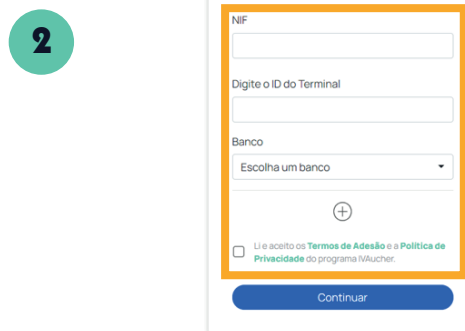 2
NIF
Digite o ID do Terminal
Banco
Escolha um banco
Li e aceito os Termos de Adesão e a Política de
Privacidade do programa IVAucher.
Continuar